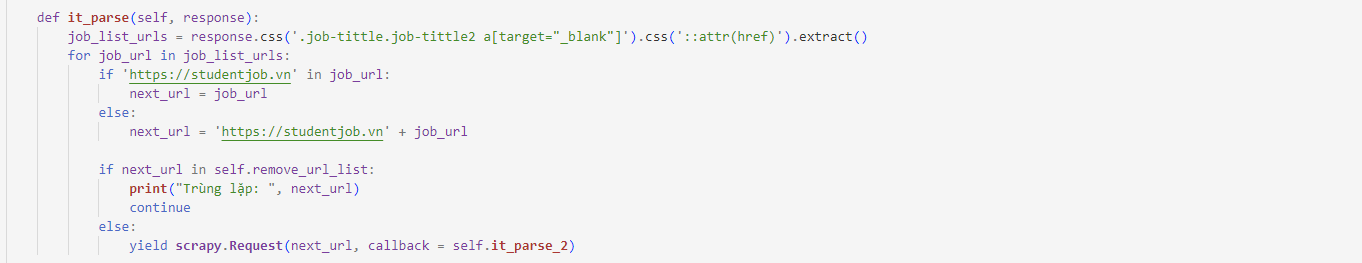 def it_parse(self, response):
job_list_urls = response.css('.job-tittle.job-tittle2 a[target="_blank"]').css('::attr(href)').extract()
for job_url in job_list_urls:
if 'https://studentjob.vn' in job_url:
next_url = job_url
else:
next_url = 'https://studentjob.vn' + job_url
if next_url in self.remove_url_list:
print("Trùng lặp: ", next_url)
continue
else:
yield scrapy.Request(next_url, callback = self.it_parse_2)